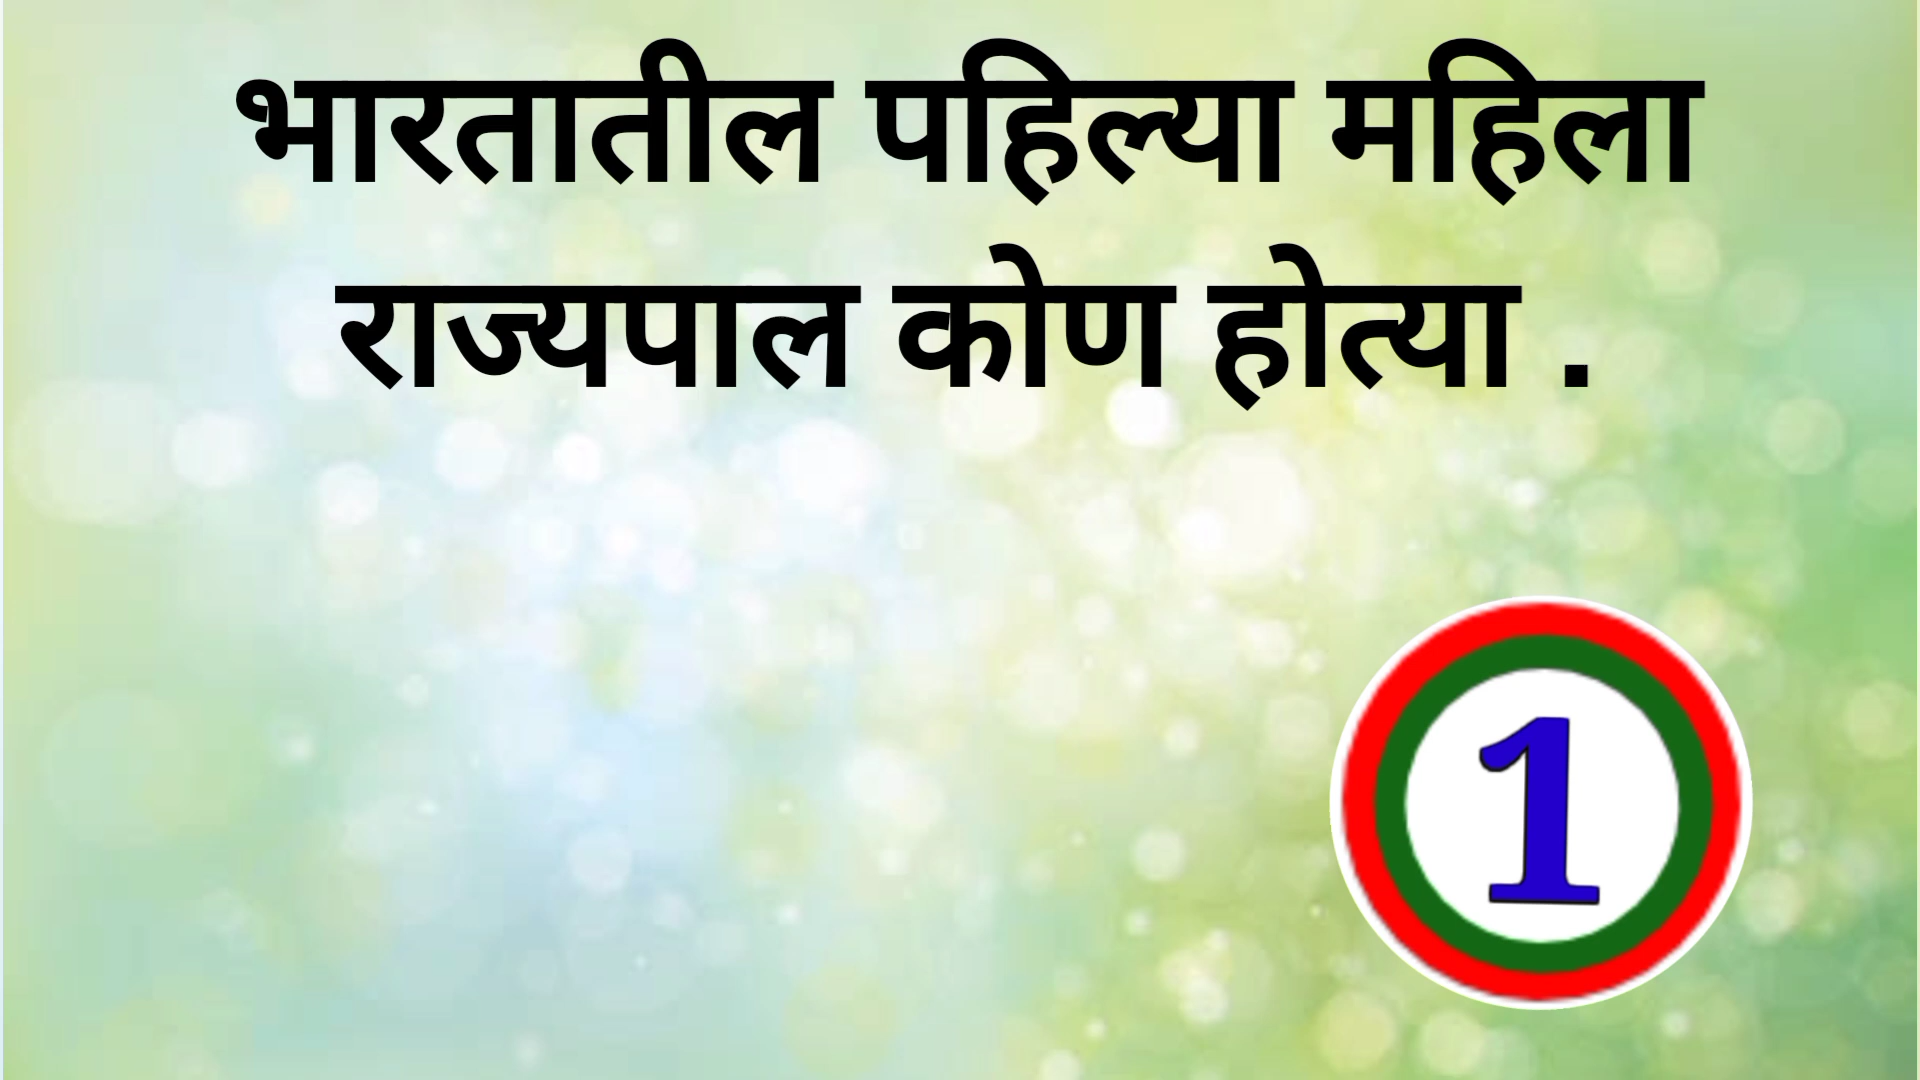 भारतातील पहिल्या महिला
राज्यपाल कोण होत्या .
1